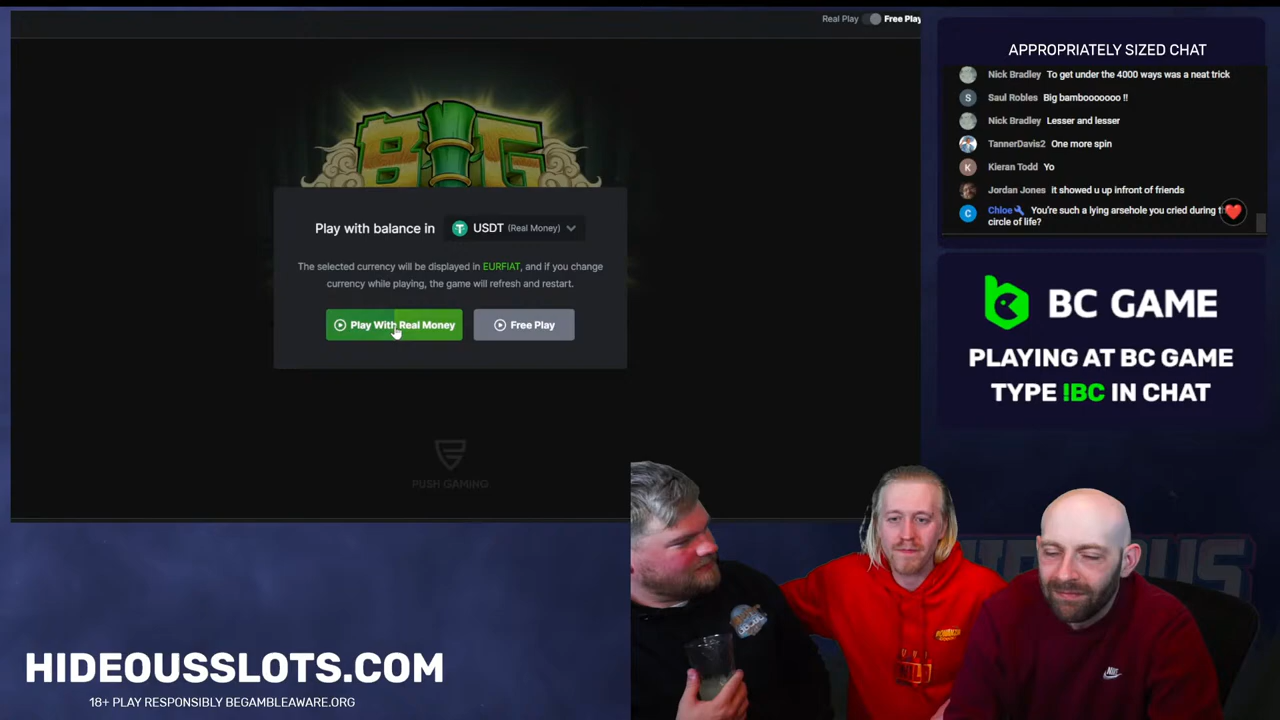 Real Play
Free Play
BIG
Play with balance in
USDT (Real Money)
The selected currency will be displayed in EURFIAT, and if you change
currency while playing, the game will refresh and restart.
Play With Real Money
Free Play
PUSH GAMING
APPROPRIATELY SIZED CHAT
Nick Bradley To get under the 4000 ways was a neat trick
S Saul Robles Big bambooooooo !!
Nick Bradley Lesser and lesser
TannerDavis2 One more spin
K Kieran Todd Yo
Jordan Jones it showed u up infront of friends
C Chloe You're such a lying arsehole you cried during
circle of life?
BC GAME
PLAYING AT BC GAME
TYPE !BC IN CHAT
HIDEOUSSLOTS.COM
18+ PLAY RESPONSIBLY BEGAMBLEAWARE.ORG